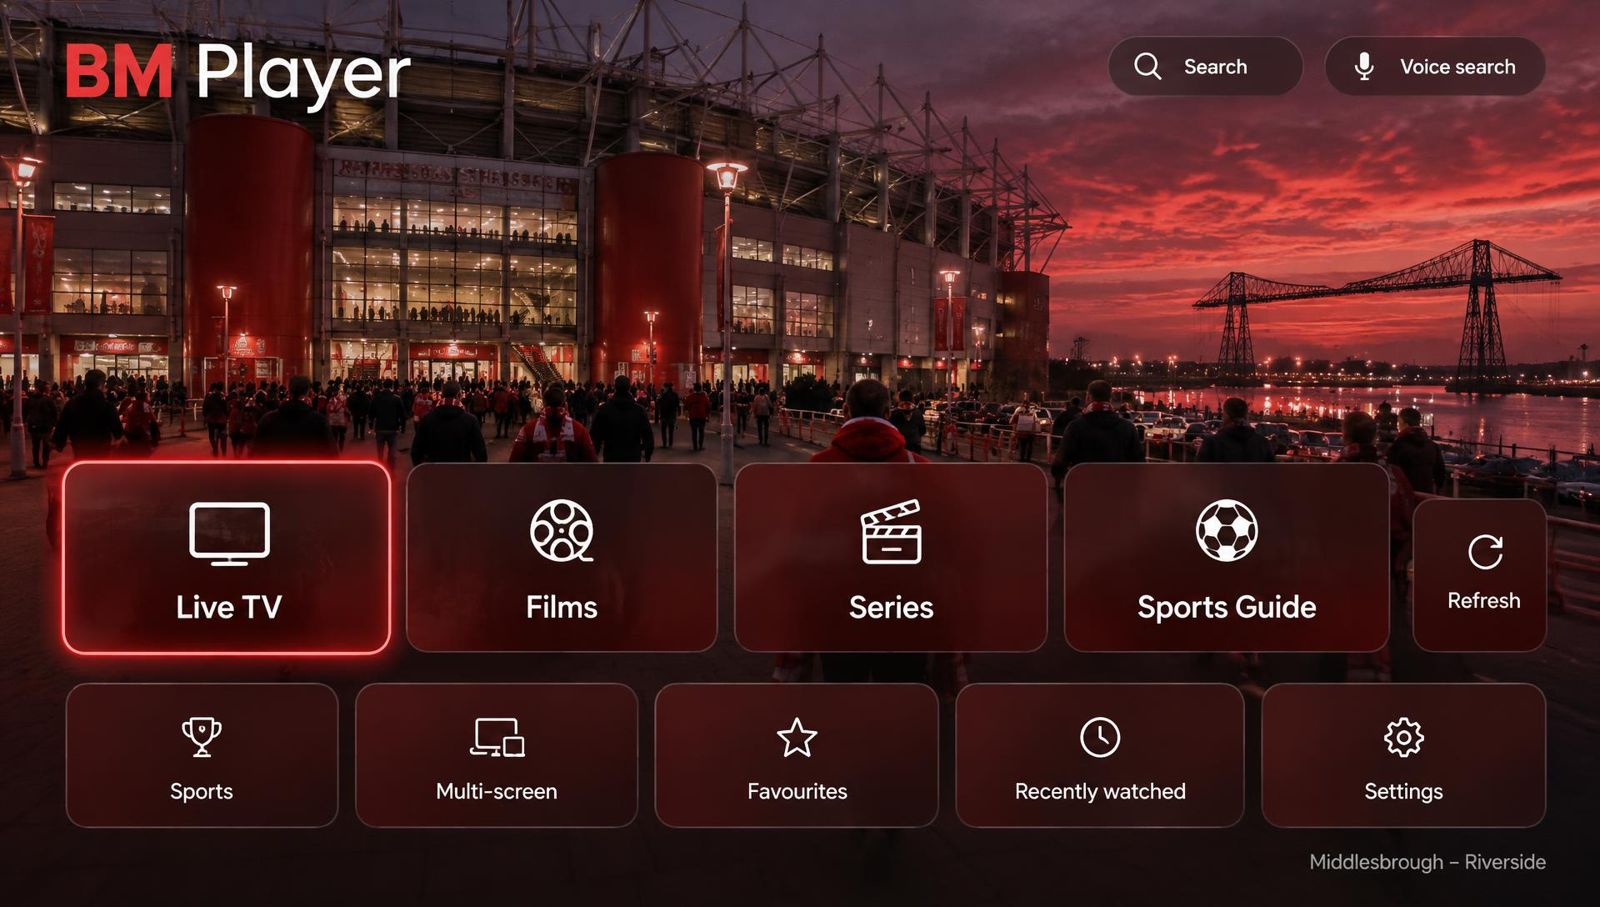 BM Player
Search
Voice search
Live TV
Films
Series
Sports Guide
Refresh
Sports
Multi-screen
Favourites
Recently watched
Settings
Middlesbrough – Riverside